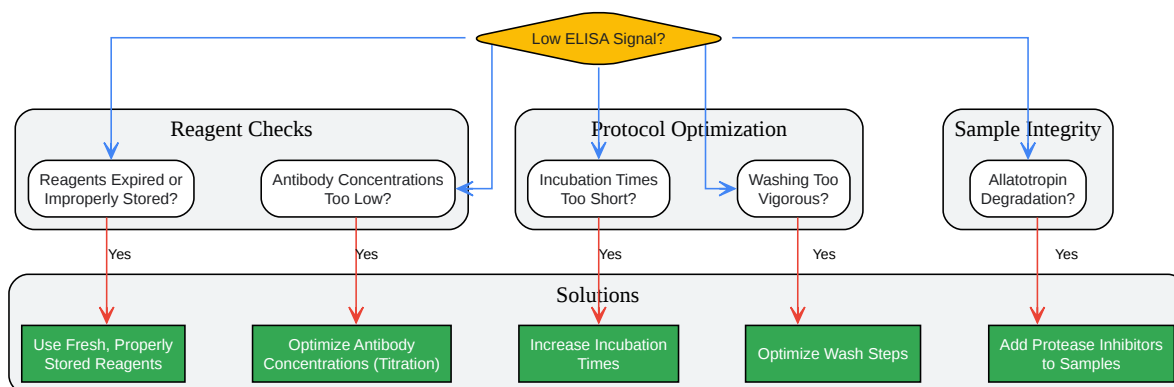 Low ELISA Signal?
Reagent Checks
Protocol Optimization
Sample Integrity
Reagents Expired or
Improperly Stored?
Antibody Concentrations
Too Low?
Incubation Times
Too Short?
Washing Too
Vigorous?
Allatotropin
Degradation?
Yes
Yes
Yes
Yes
Yes
Solutions
Use Fresh, Properly
Stored Reagents
Optimize Antibody
Concentrations (Titration)
Increase Incubation
Times
Optimize Wash Steps
Add Protease Inhibitors
to Samples